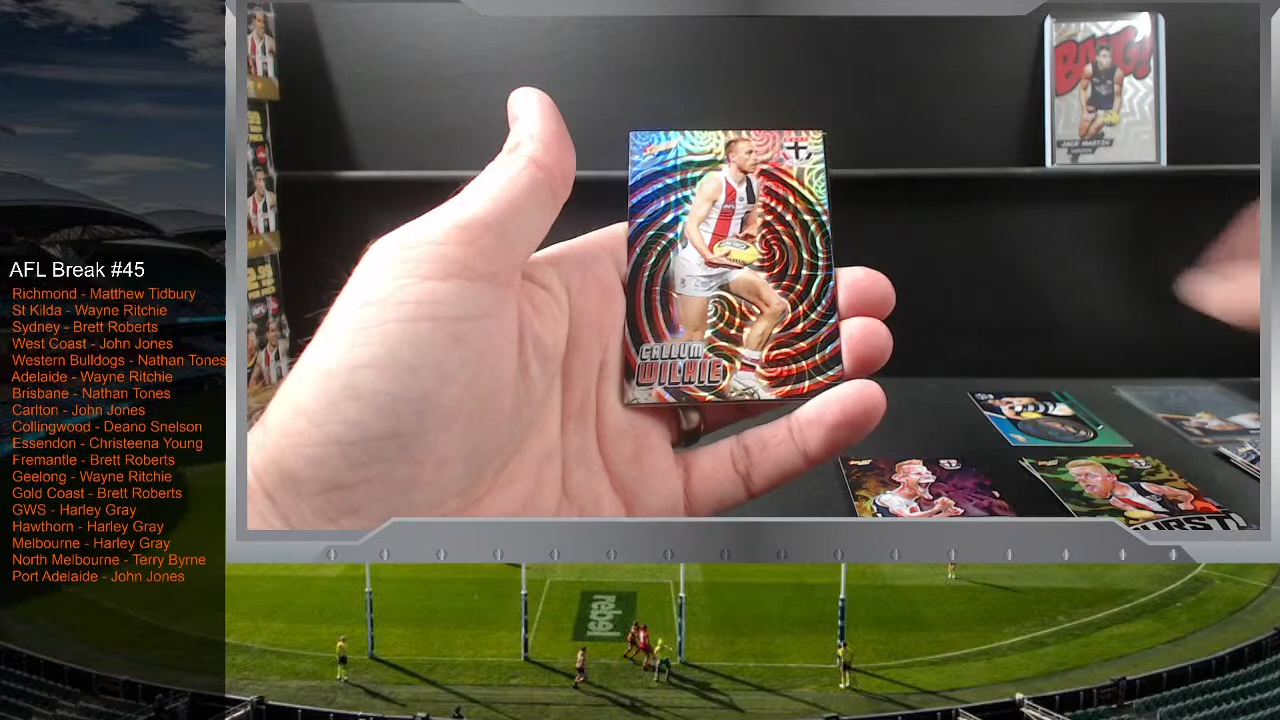 AFL Break #45
Richmond - Matthew Tidbury
St Kilda - Wayne Ritchie
Sydney - Brett Roberts
West Coast - John Jones
Western Bulldogs - Nathan Tones
Adelaide - Wayne Ritchie
Brisbane - Nathan Tones
Carlton - John Jones
Collingwood - Deano Snelson
Essendon - Christeena Young
Fremantle - Brett Roberts
Geelong - Wayne Ritchie
Gold Coast - Brett Roberts
GWS - Harley Gray
Hawthorn - Harley Gray
Melbourne - Harley Gray
North Melbourne - Terry Byrne
Port Adelaide - John Jones
BANG!
JACK MARTIN
CALLUM
WILKIE
rebel